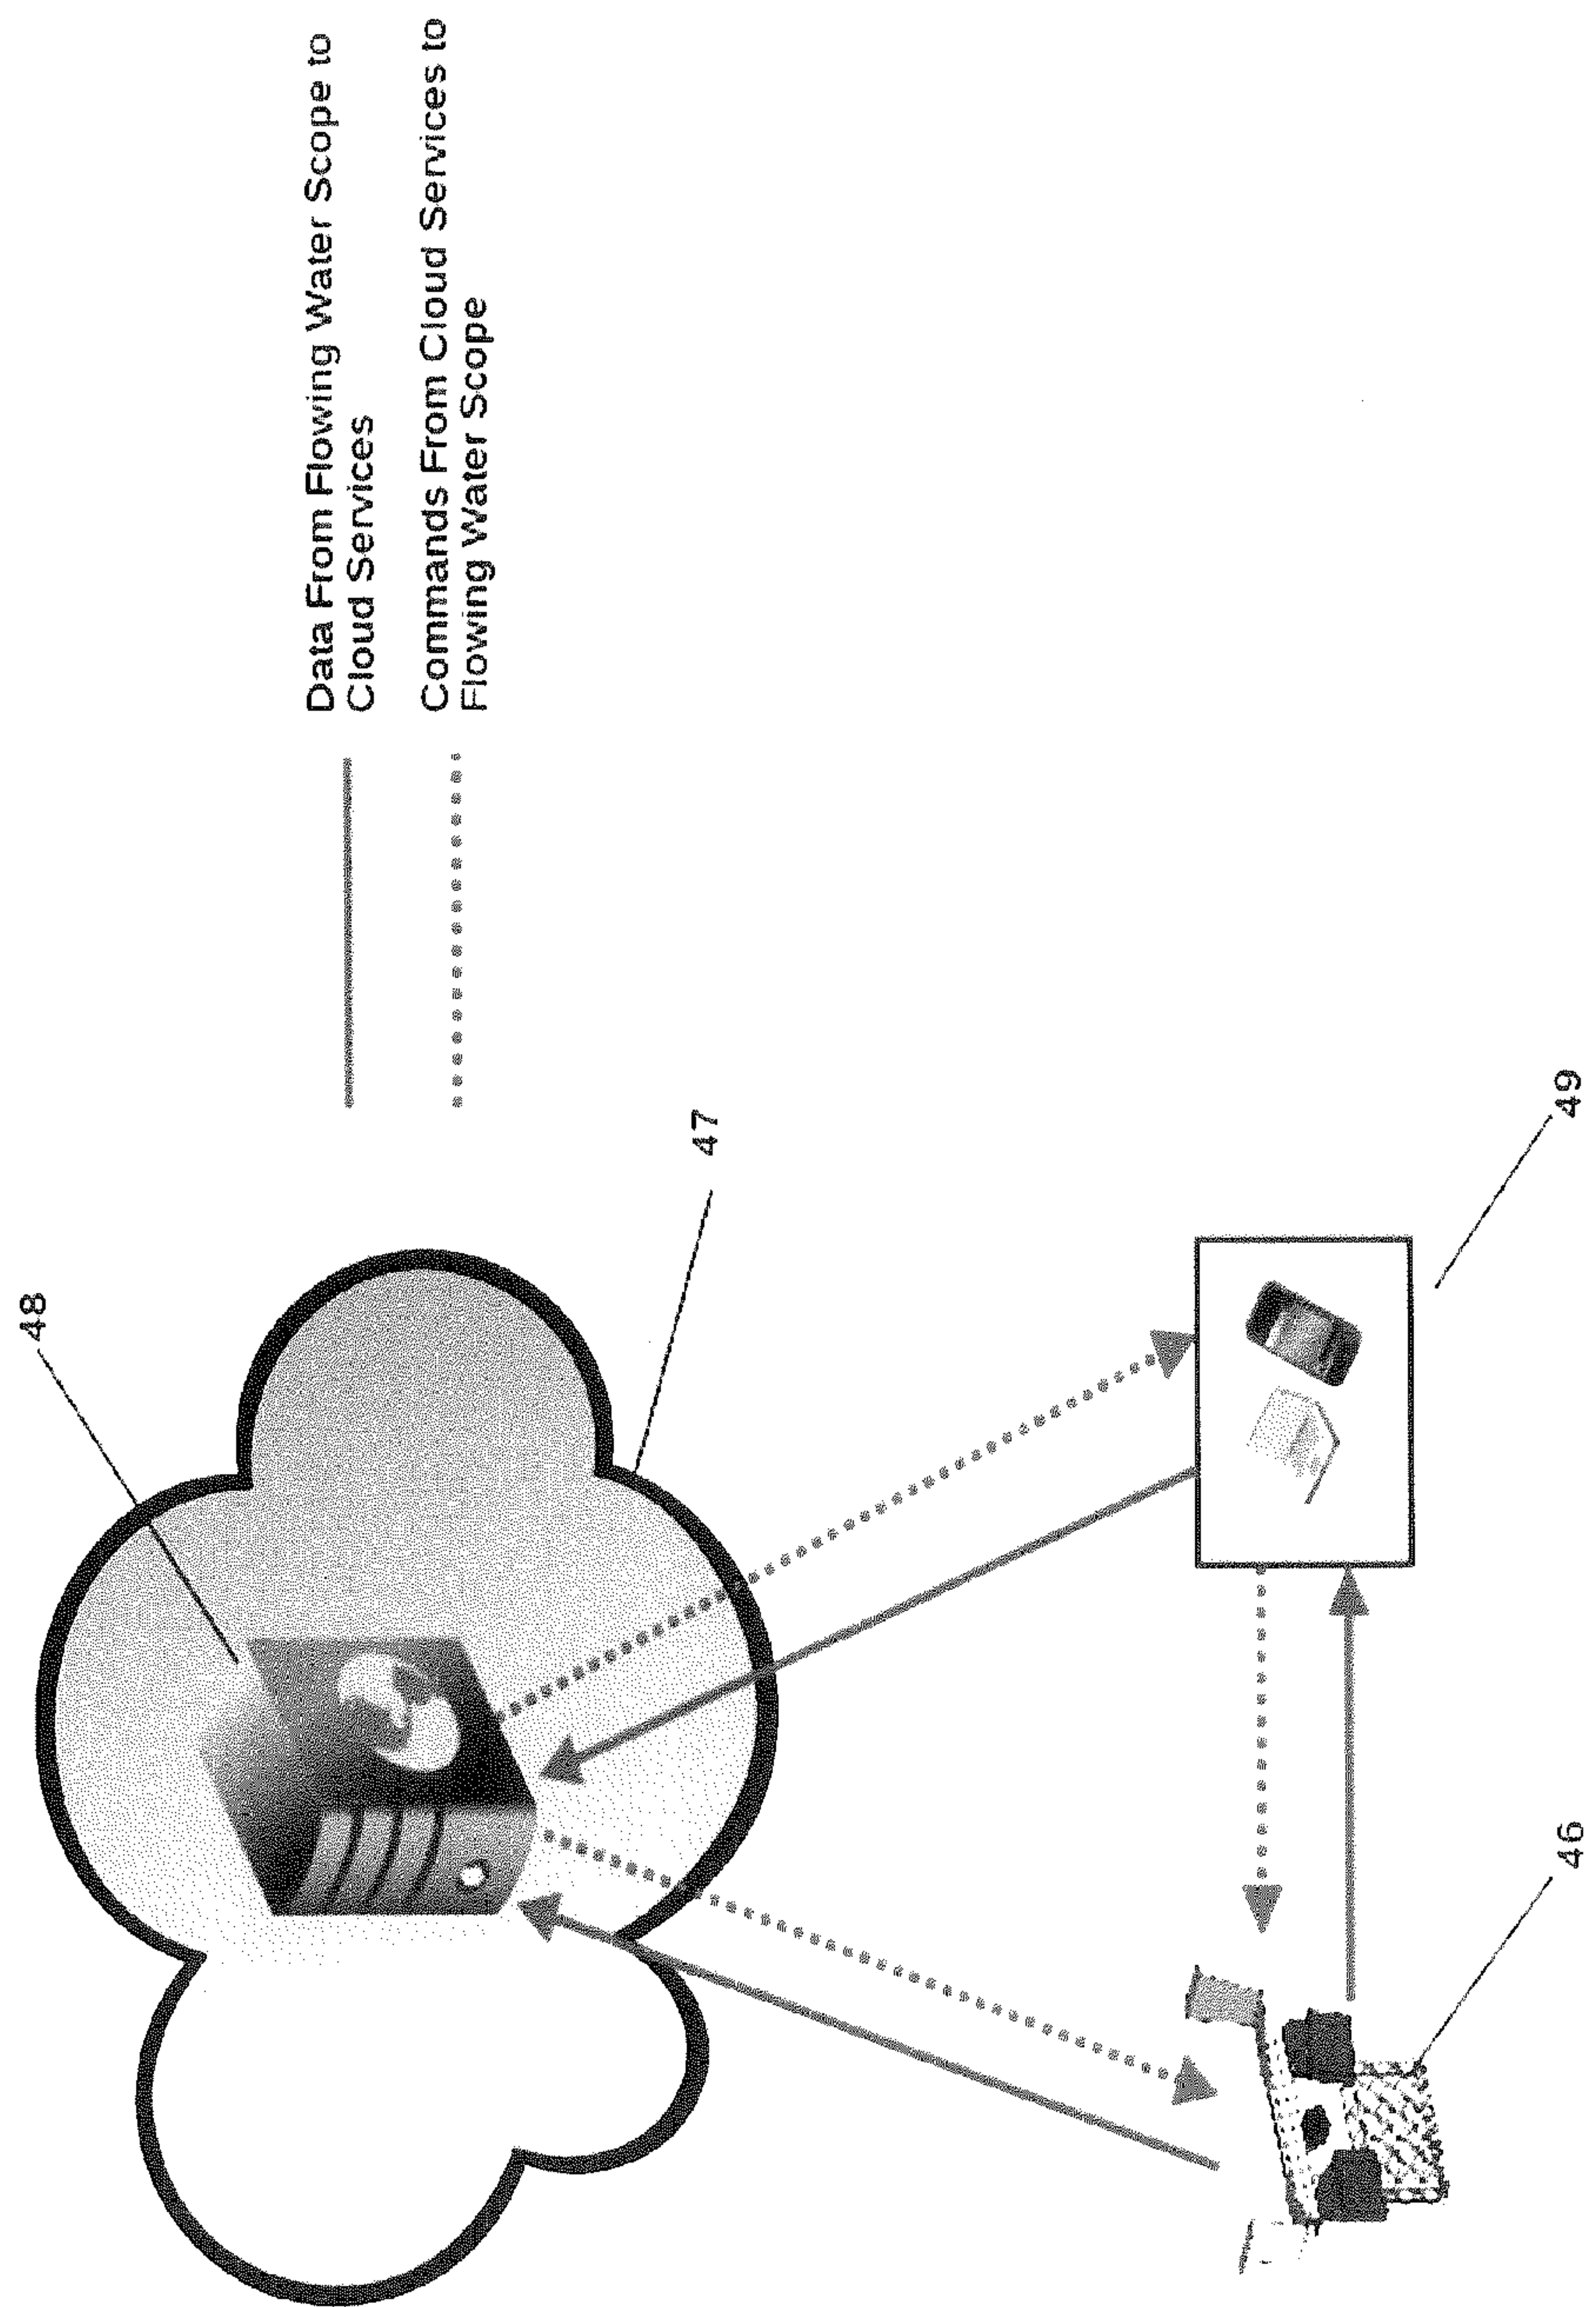 Data From Flowing Water Scope to
Cloud Services
Commands From Cloud Services to
Flowing Water Scope
48
47
49
46